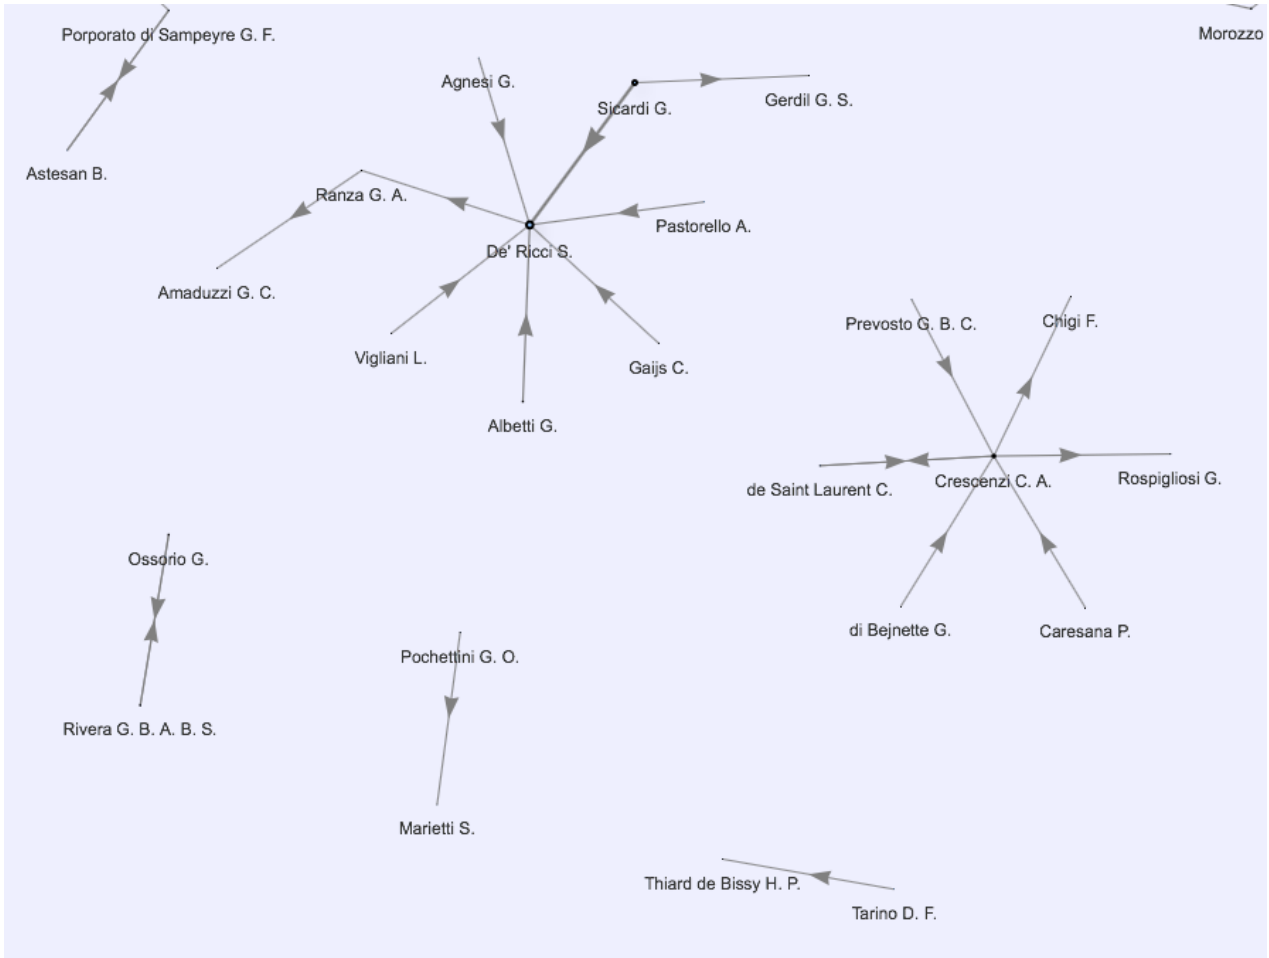 Porporato di Sampeyre G. F.
Morozzo
Agnesi G.
Sicardi G.
Gerdil G. S.
Astesan B.
Ranza G. A.
Pastorello A.
De' Ricci S.
Amaduzzi G. C.
Prevosto G. B. C.
Chigi F.
Vigliani L.
Gaijs C.
Albetti G.
de Saint Laurent C.
Crescenzi C. A.
Rospigliosi G.
Ossorio G.
di Bejnette G.
Caresana P.
Pochettini G. O.
Rivera G. B. A. B. S.
Marietti S.
Thiard de Bissy H. P.
Tarino D. F.